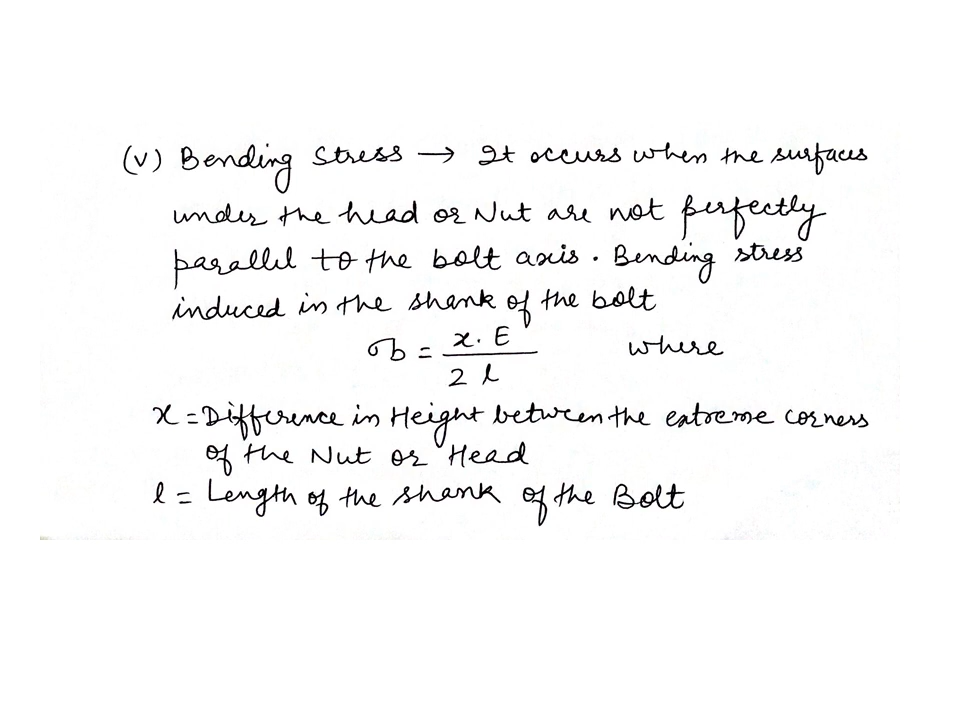 (v) Bending Stress → It occurs when the surfaces
under the head or Nut are not perfectly
parallel to the bolt axis. Bending stress
induced in the shank of the bolt
σb = x. E / 2 l where
x = Difference in Height between the extreme corners
of the Nut or Head
l = Length of the shank of the Bolt